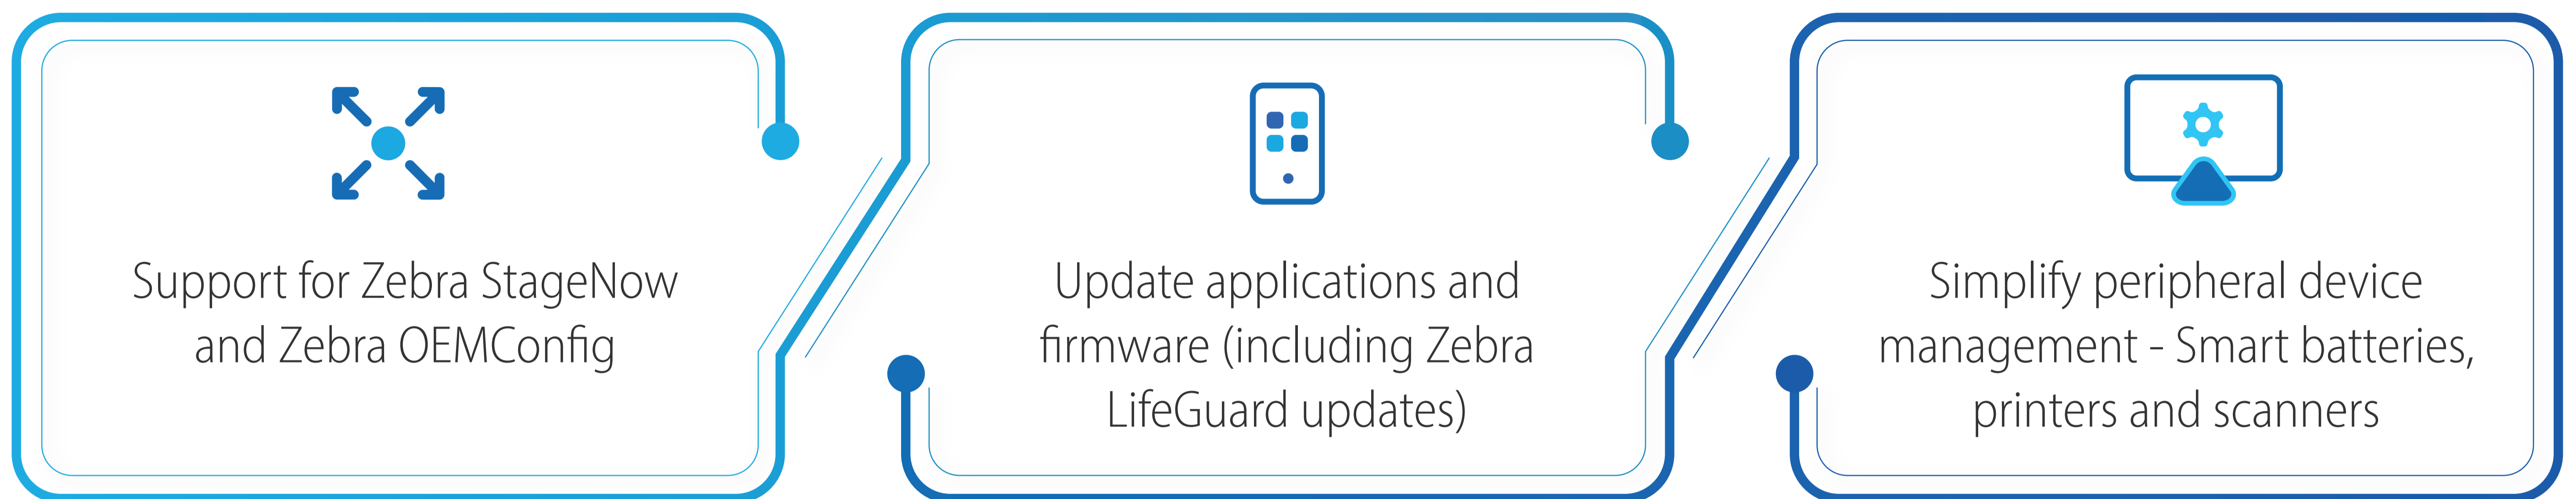 Support for Zebra StageNow
and Zebra OEMConfig
Update applications and
firmware (including Zebra
LifeGuard updates)
Simplify peripheral device
management - Smart batteries,
printers and scanners